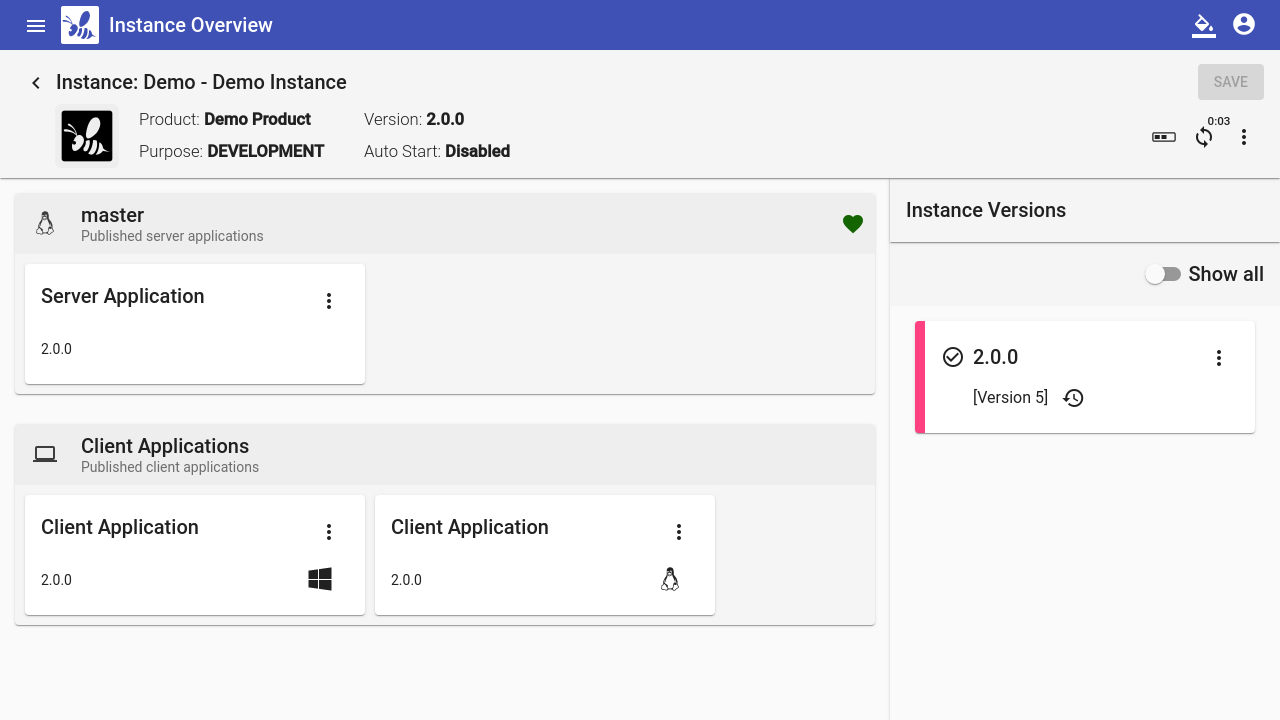 Instance Overview
Instance: Demo - Demo Instance
SAVE
Product: Demo Product
Version: 2.0.0
Purpose: DEVELOPMENT
Auto Start: Disabled
0:03
master
Published server applications
Server Application
2.0.0
Client Applications
Published client applications
Client Application
2.0.0
Client Application
2.0.0
Instance Versions
Show all
2.0.0
[Version 5]